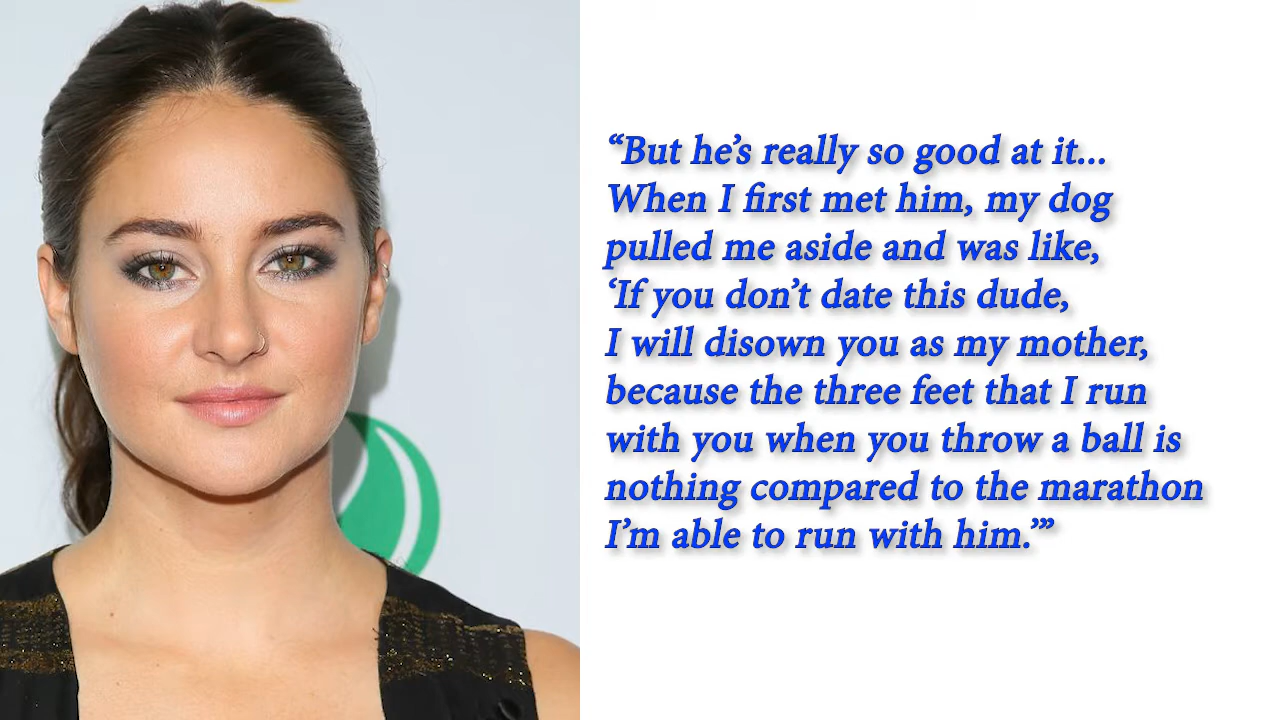 “But he’s really so good at it...
When I first met him, my dog
pulled me aside and was like,
‘If you don’t date this dude,
I will disown you as my mother,
because the three feet that I run
with you when you throw a ball is
nothing compared to the marathon
I’m able to run with him.’”